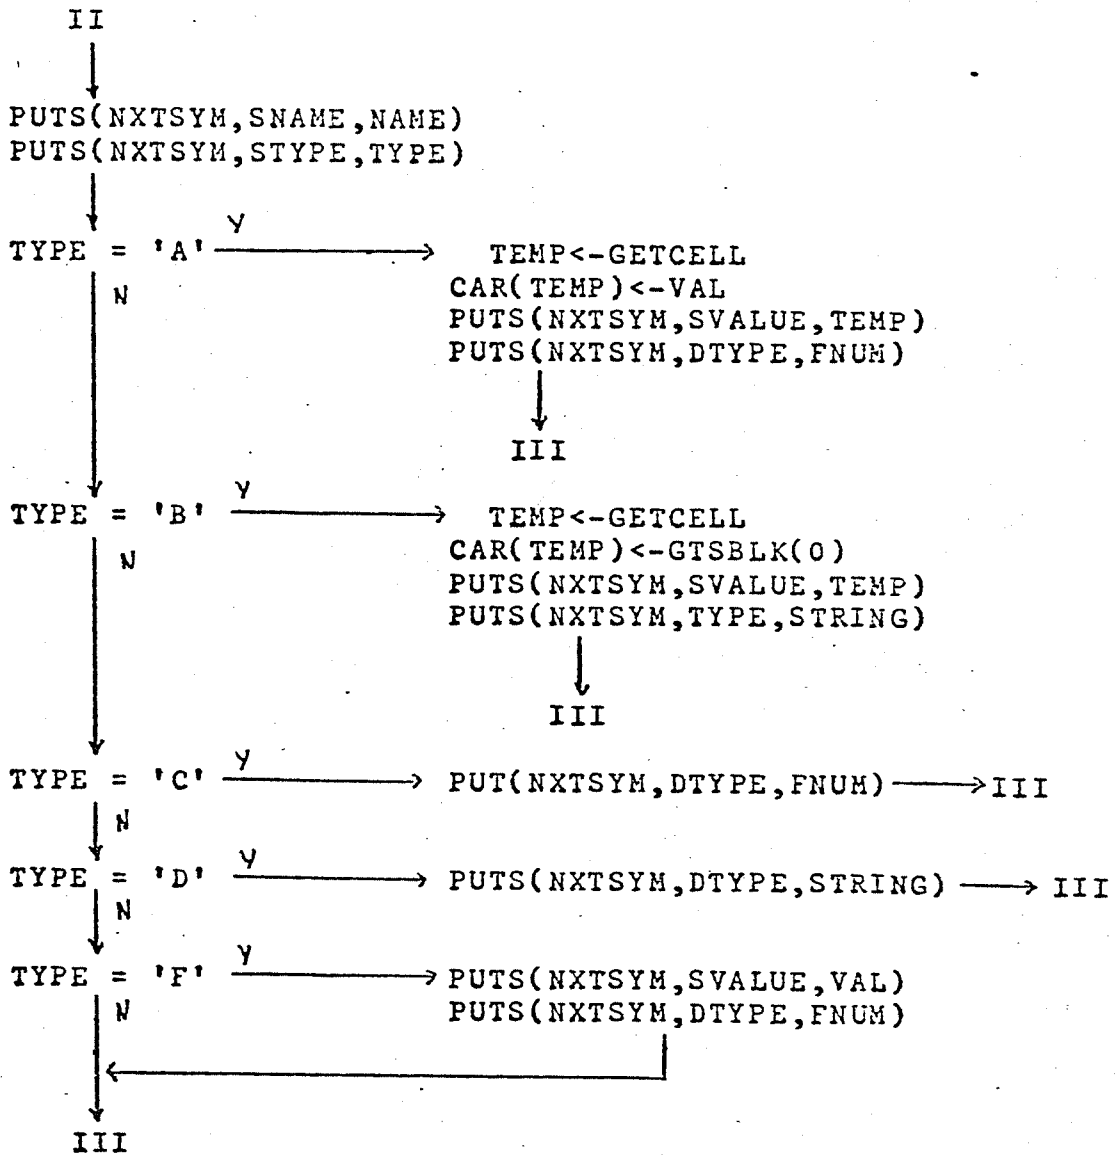 II
PUTS(NXTSYM,SNAME,NAME)
PUTS(NXTSYM,STYPE,TYPE)
TYPE = 'A' Y
N
TEMP<-GETCELL
CAR(TEMP)<-VAL
PUTS(NXTSYM,SVALUE,TEMP)
PUTS(NXTSYM,DTYPE,FNUM)
III
TYPE = 'B' Y
N
TEMP<-GETCELL
CAR(TEMP)<-GTSBLK(0)
PUTS(NXTSYM,SVALUE,TEMP)
PUTS(NXTSYM,TYPE,STRING)
III
TYPE = 'C' Y PUT(NXTSYM,DTYPE,FNUM) III
N
TYPE = 'D' Y PUTS(NXTSYM,DTYPE,STRING) III
N
TYPE = 'F' Y PUTS(NXTSYM,SVALUE,VAL)
N PUTS(NXTSYM,DTYPE,FNUM)
III